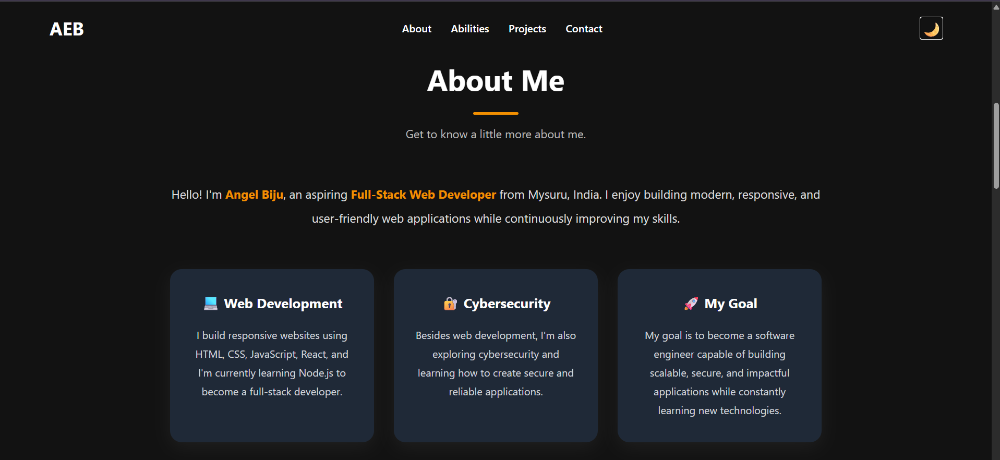 AEB
About
Abilities
Projects
Contact
About Me
Get to know a little more about me.
Hello! I'm Angel Biju, an aspiring Full-Stack Web Developer from Mysuru, India. I enjoy building modern, responsive, and
user-friendly web applications while continuously improving my skills.
💻 Web Development
I build responsive websites using
HTML, CSS, JavaScript, React, and
I'm currently learning Node.js to
become a full-stack developer.
🔐 Cybersecurity
Besides web development, I'm also
exploring cybersecurity and
learning how to create secure and
reliable applications.
🚀 My Goal
My goal is to become a software
engineer capable of building
scalable, secure, and impactful
applications while constantly
learning new technologies.